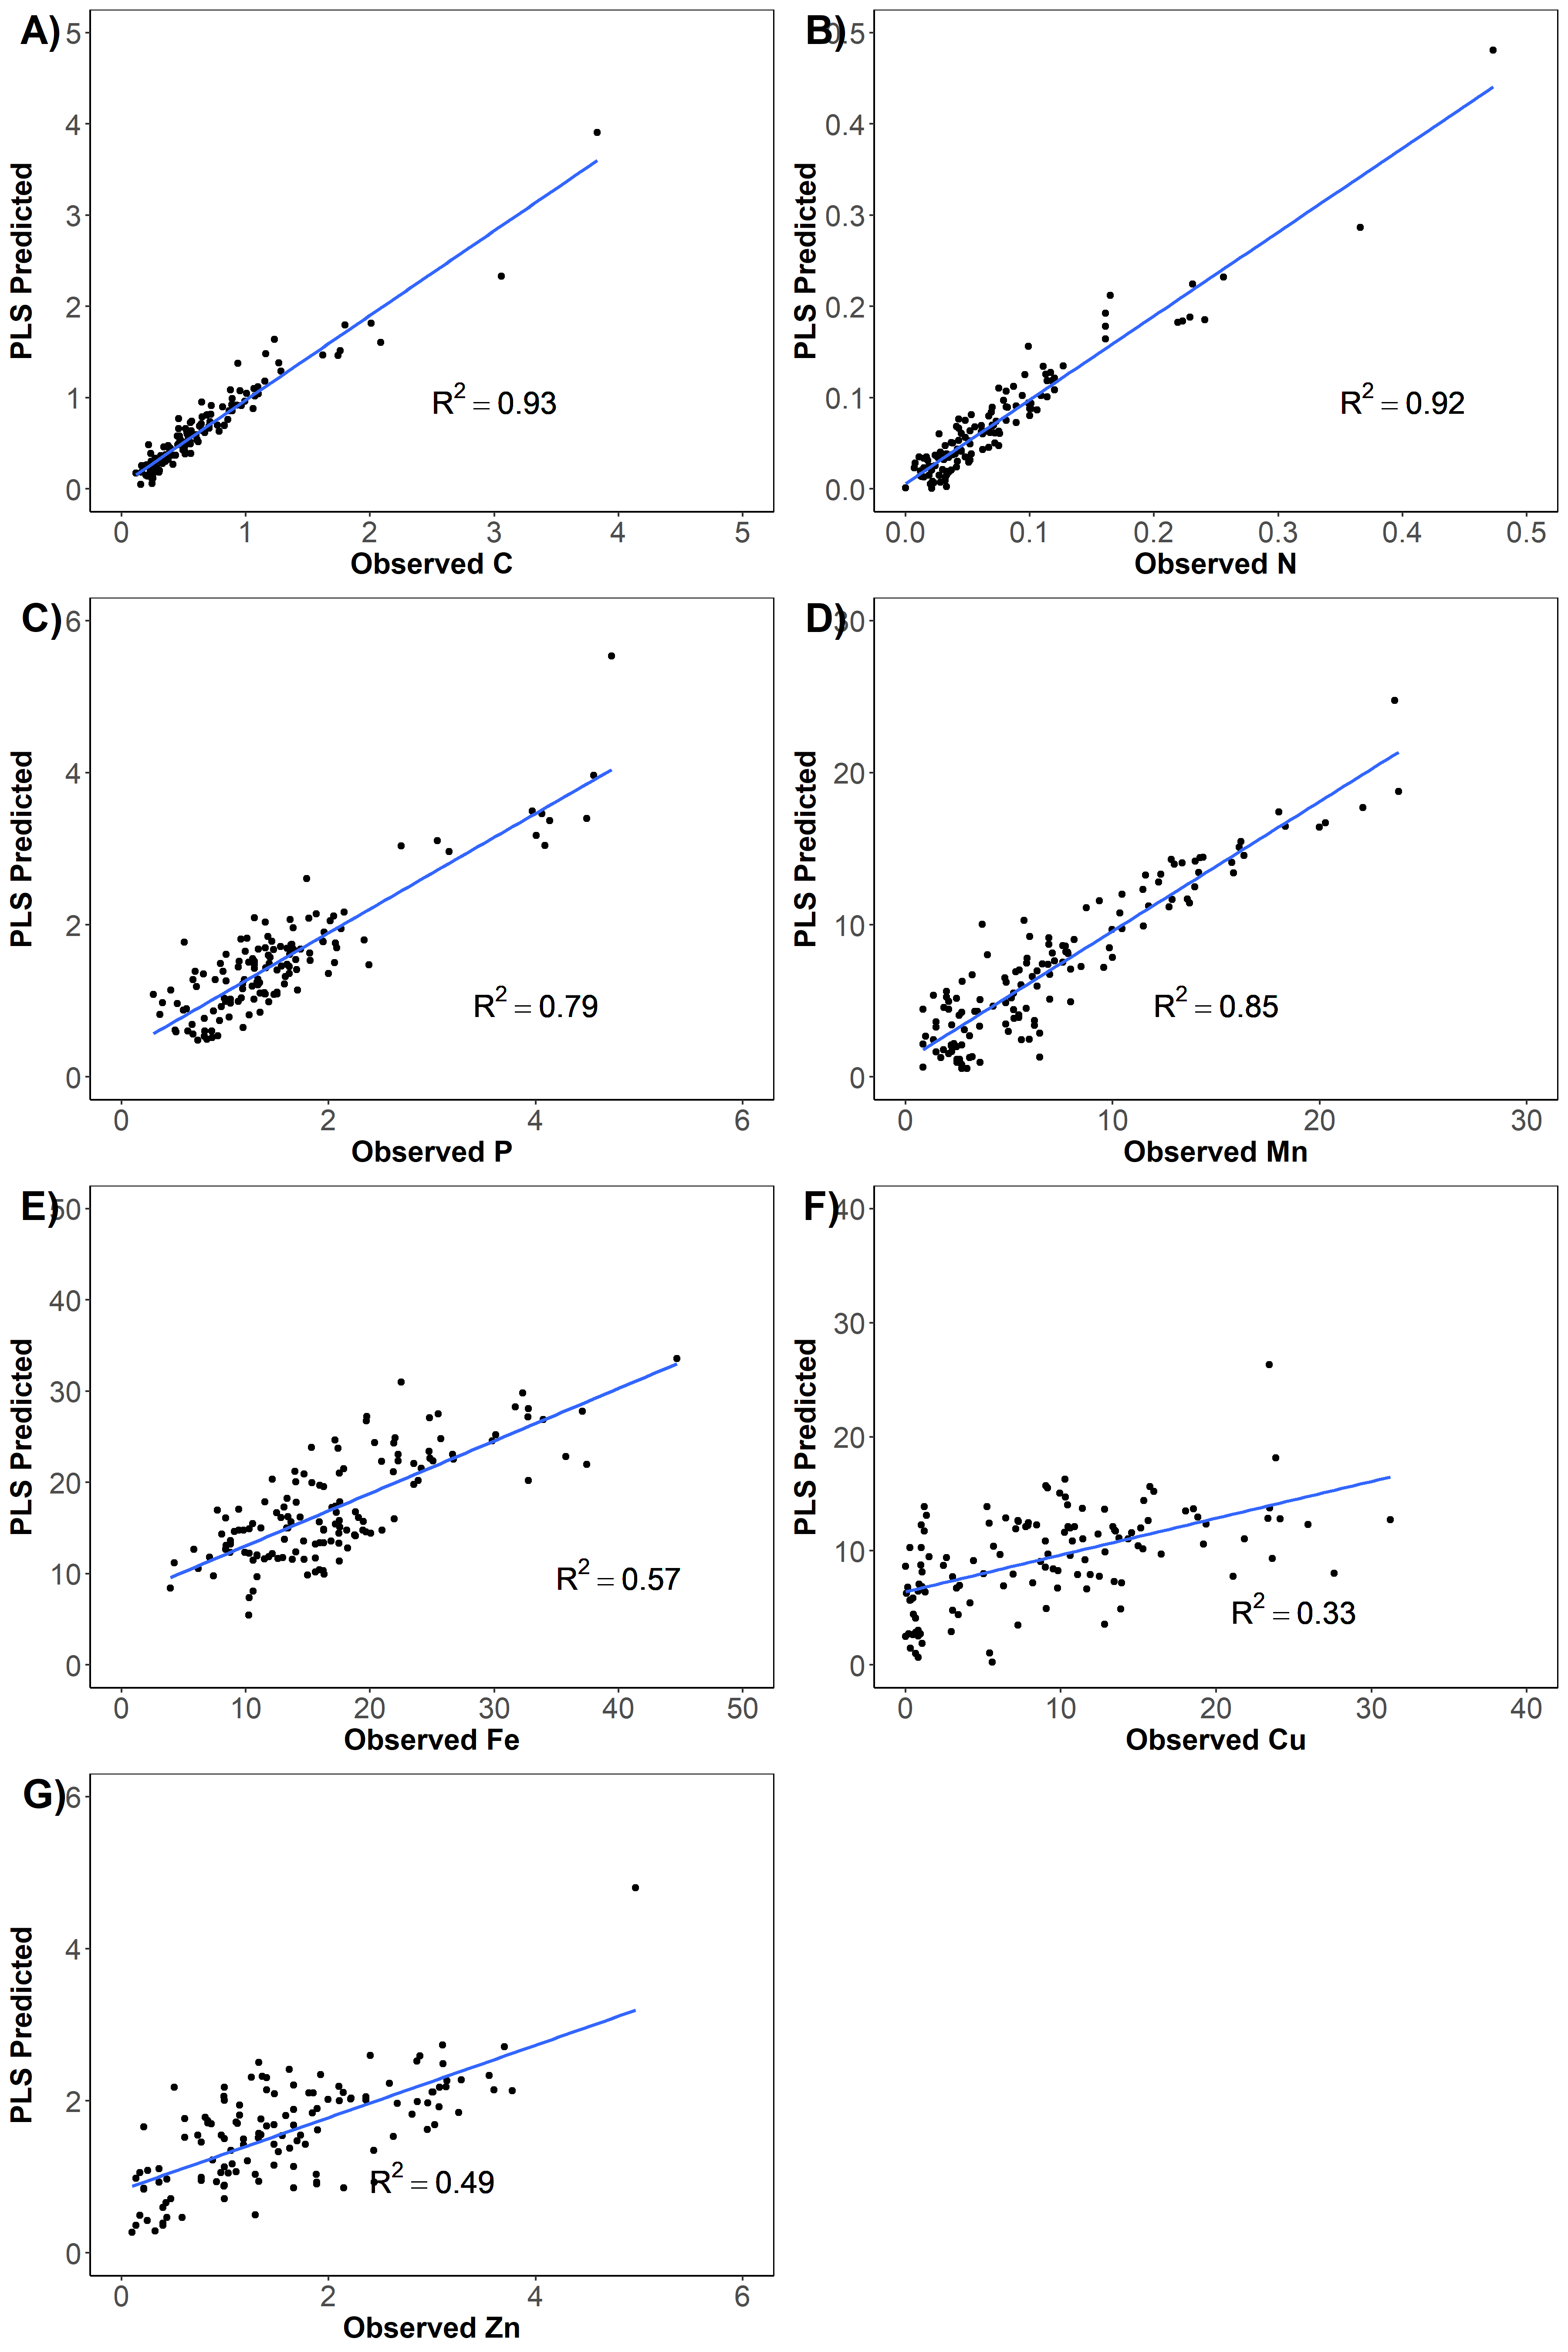 A)
5
4
3
2
1
0
PLS Predicted
R² = 0.93
0 1 2 3 4 5
Observed C
B)
0.5
0.4
0.3
0.2
0.1
0.0
PLS Predicted
R² = 0.92
0.0 0.1 0.2 0.3 0.4 0.5
Observed N
C)
6
4
2
0
PLS Predicted
R² = 0.79
0 2 4 6
Observed P
D)
30
20
10
0
PLS Predicted
R² = 0.85
0 10 20 30
Observed Mn
E)
50
40
30
20
10
0
PLS Predicted
R² = 0.57
0 10 20 30 40 50
Observed Fe
F)
40
30
20
10
0
PLS Predicted
R² = 0.33
0 10 20 30 40
Observed Cu
G)
6
4
2
0
PLS Predicted
R² = 0.49
0 2 4 6
Observed Zn